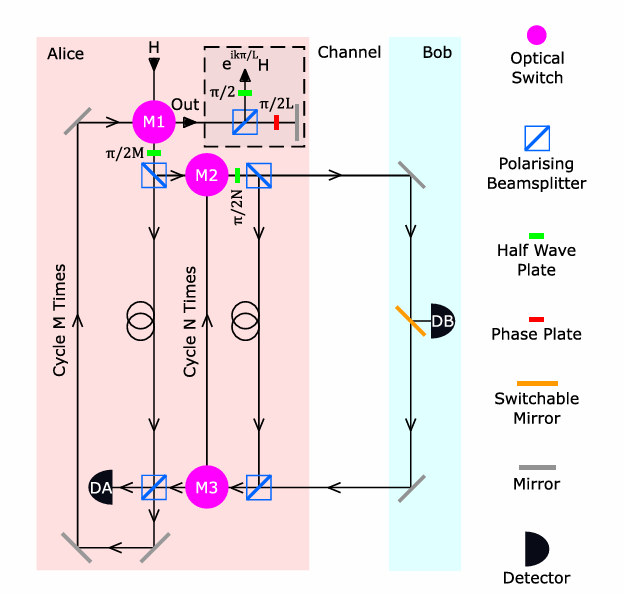 Alice
H
e^ikπ/L H
Channel
Bob
π/2
π/2L
Out
M1
π/2M
M2
π/2N
Cycle M Times
Cycle N Times
DB
DA
M3
Optical
Switch
Polarising
Beamsplitter
Half Wave
Plate
Phase Plate
Switchable
Mirror
Mirror
Detector